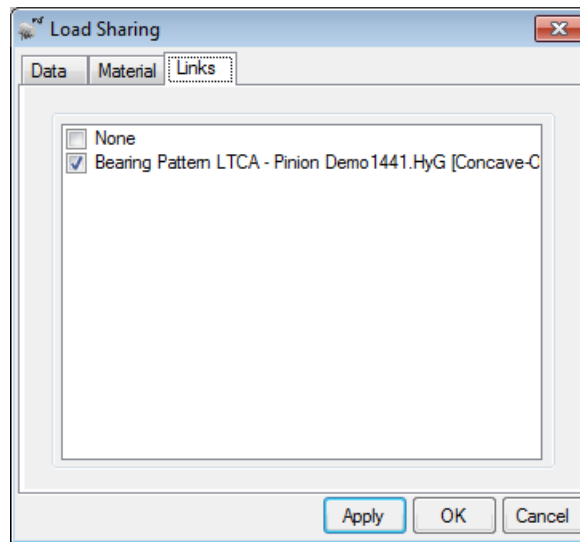 Load Sharing
Data Material Links
None
Bearing Pattern LTCA - Pinion Demo1441.HyG [Concave-C
Apply OK Cancel